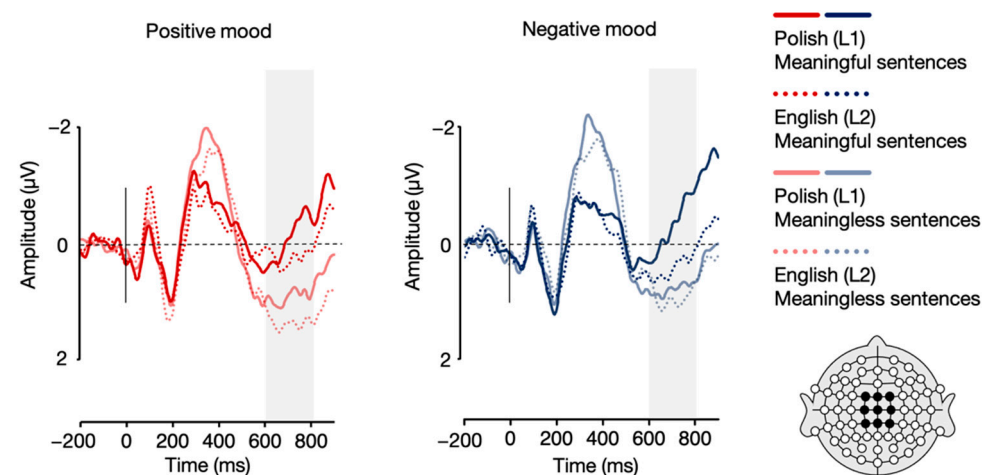 Positive mood
Negative mood
Polish (L1)
Meaningful sentences
English (L2)
Meaningful sentences
Polish (L1)
Meaningless sentences
English (L2)
Meaningless sentences
Amplitude (µV)
−2
0
2
−200 0 200 400 600 800
Time (ms)
Amplitude (µV)
−2
0
2
−200 0 200 400 600 800
Time (ms)